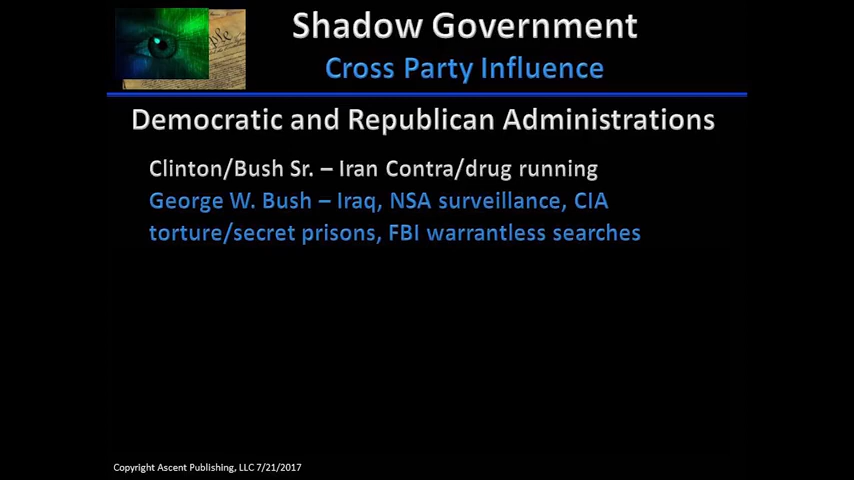 Shadow Government
Cross Party Influence
Democratic and Republican Administrations
Clinton/Bush Sr. – Iran Contra/drug running
George W. Bush – Iraq, NSA surveillance, CIA
torture/secret prisons, FBI warrantless searches
Copyright Ascent Publishing, LLC 7/21/2017